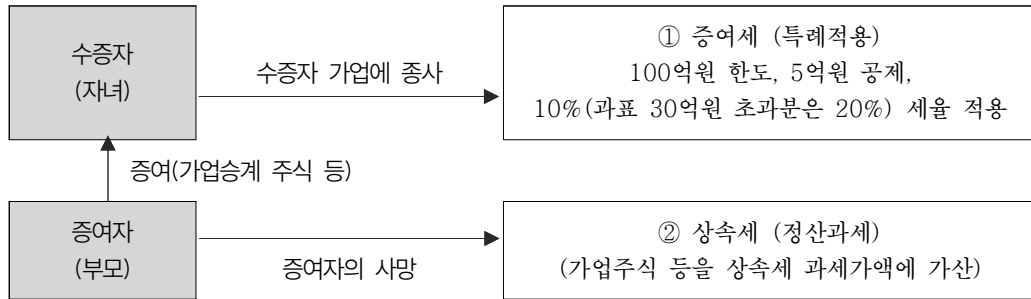 수증자
(자녀)
수증자 가업에 종사
① 증여세 (특례적용)
100억원 한도, 5억원 공제,
10%(과표 30억원 초과분은 20%) 세율 적용
증여(가업승계 주식 등)
증여자
(부모)
증여자의 사망
② 상속세 (정산과세)
(가업주식 등을 상속세 과세가액에 가산)